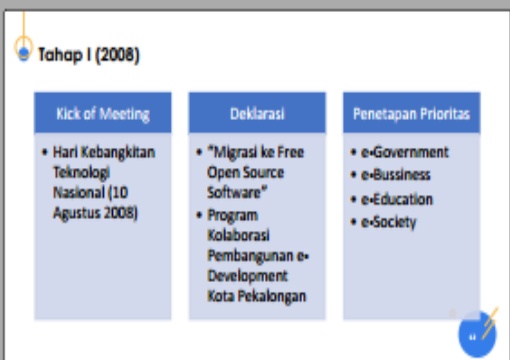 Tahap I (2008)
Kick of Meeting
• Hari Kebangkitan
Teknologi
Nasional (10
Agustus 2008)
Deklarasi
• "Migrasi ke Free
Open Source
Software"
• Program
Kolaborasi
Pembangunan e-
Development
Kota Pekalongan
Penetapan Prioritas
• e-Government
• e-Bussiness
• e-Education
• e-Society